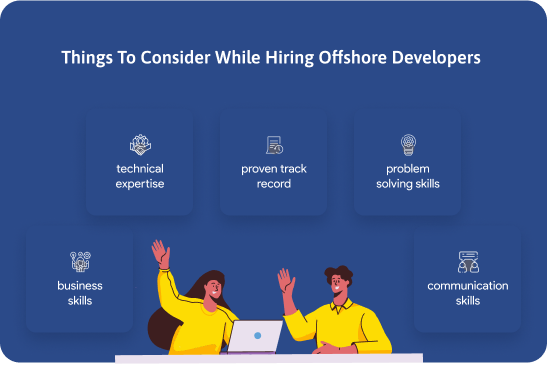 Things To Consider While Hiring Offshore Developers
technical
expertise
proven track
record
problem
solving skills
business
skills
communication
skills